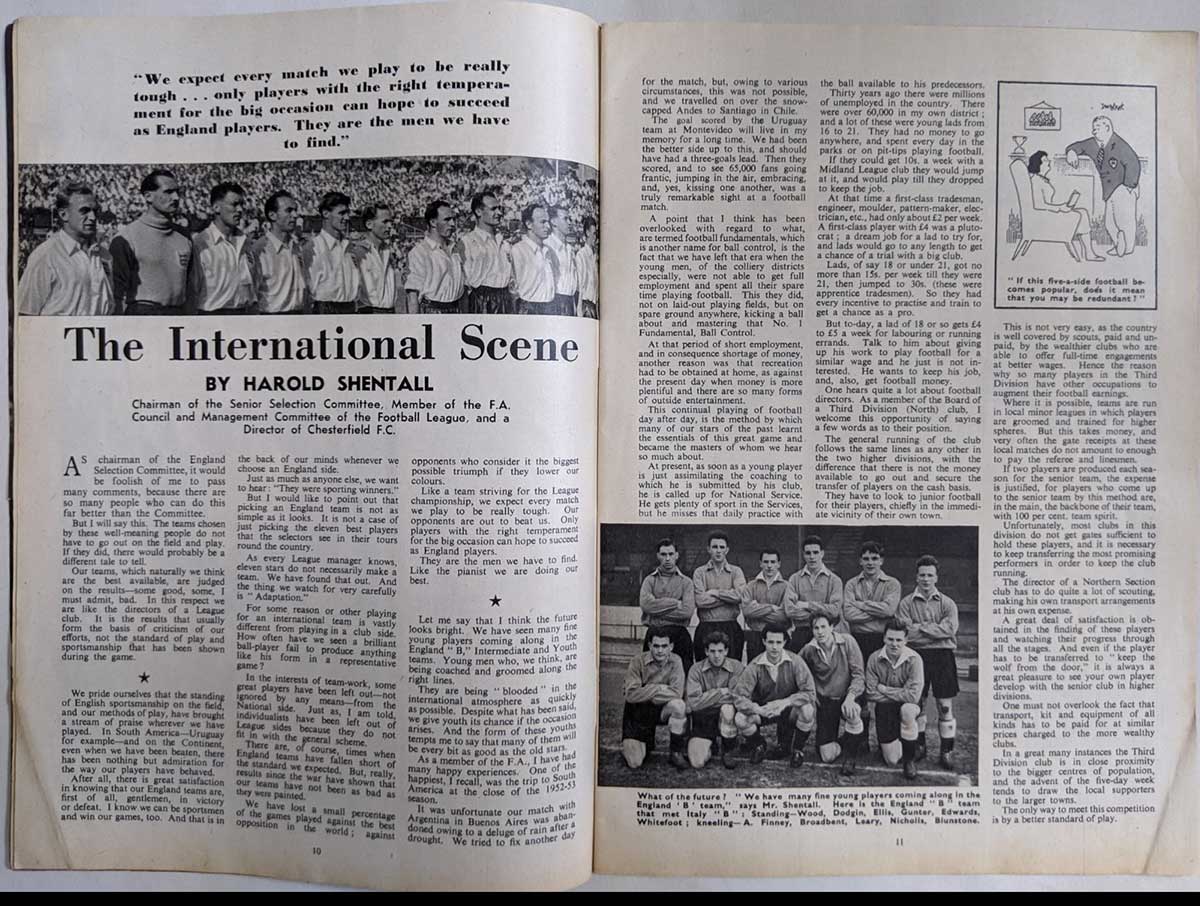 "We expect every match we play to be really
tough . . . only players with the right tempera-
ment for the big occasion can hope to succeed
as England players. They are the men we have
to find."
The International Scene
BY HAROLD SHENTALL
Chairman of the Senior Selection Committee, Member of the F.A.
Council and Management Committee of the Football League, and a
Director of Chesterfield F.C.
AS chairman of the England
Selection Committee, it would
be foolish of me to pass
many comments, because there are
so many people who can do this
far better than the Committee.
But I will say this. The teams chosen
by these well-meaning people do not
have to go out on the field and play.
If they did, there would probably be a
different tale to tell.
Our teams, which naturally we think
are the best available, are judged
on the results—some good, some, I
must admit, bad. In this respect we
are like the directors of a League
club. It is the results that usually
form the basis of criticism of our
efforts, not the standard of play and
sportsmanship that has been shown
during the game.
★
We pride ourselves that the standing
of English sportsmanship on the field,
and our methods of play, have brought
a stream of praise wherever we have
played. In South America—Uruguay
for example—and on the Continent,
even when we have been beaten, there
has been nothing but admiration for
the way our players have behaved.
After all, there is great satisfaction
in knowing that our England teams are,
first of all, gentlemen, in victory
or defeat. I know we can be sportsmen
and win our games, too. And that is in
the back of our minds whenever we
choose an England side.
Just as much as anyone else, we want
to hear: "They were sporting winners."
But I would like to point out that
picking an England team is not as
simple as it looks. It is not a case of
just picking the eleven best players
that the selectors see in their tours
round the country.
As every League manager knows,
eleven stars do not necessarily make a
team. We have found that out. And
the thing we watch for very carefully
is "Adaptation."
For some reason or other playing
for an international team is vastly
different from playing in a club side.
How often have we seen a brilliant
ball-player fail to produce anything
like his form in a representative
game?
In the interests of team-work, some
great players have been left out—not
ignored by any means—from the
National side. Just as, I am told,
individualists have been left out of
League sides because they do not
fit in with the general scheme.
There are, of course, times when
England teams have fallen short of
the standard we expected. But, really,
results since the war have shown that
our teams have not been as bad as
they were painted.
We have lost a small percentage
of the games played against the best
opposition in the world; against
opponents who consider it the biggest
possible triumph if they lower our
colours.
Like a team striving for the League
championship, we expect every match
we play to be really tough. Our
opponents are out to beat us. Only
players with the right temperament
for the big occasion can hope to succeed
as England players.
They are the men we have to find.
Like the pianist we are doing our
best.
★
Let me say that I think the future
looks bright. We have seen many fine
young players coming along in the
England "B," Intermediate and Youth
teams. Young men who, we think, are
being coached and groomed along the
right lines.
They are being "blooded" in the
international atmosphere as quickly
as possible. Despite what has been said,
we give youth its chance if the occasion
arises. And the form of these youths
tempts me to say that many of them will
be every bit as good as the old stars.
As a member of the F.A., I have had
many happy experiences. One of the
happiest, I recall, was the trip to South
America at the close of the 1952-53
season.
It was unfortunate our match with
Argentina in Buenos Aires was aban-
doned owing to a deluge of rain after a
drought. We tried to fix another day
10
for the match, but, owing to various
circumstances, this was not possible,
and we travelled on over the snow-
capped Andes to Santiago in Chile.
The goal scored by the Uruguay
team at Montevideo will live in my
memory for a long time. We had been
the better side up to this, and should
have had a three-goals lead. Then they
scored, and to see 65,000 fans going
frantic, jumping in the air, embracing,
and, yes, kissing one another, was a
truly remarkable sight at a football
match.
A point that I think has been
overlooked with regard to what,
are termed football fundamentals, which
is another name for ball control, is the
fact that we have left that era when the
young men, of the colliery districts
especially, were not able to get full
employment and spent all their spare
time playing football. This they did,
not on laid-out playing fields, but on
spare ground anywhere, kicking a ball
about and mastering that No. 1
Fundamental, Ball Control.
At that period of short employment,
and in consequence shortage of money,
another reason was that recreation
had to be obtained at home, as against
the present day when money is more
plentiful and there are so many forms
of outside entertainment.
This continual playing of football
day after day, is the method by which
many of our stars of the past learnt
the essentials of this great game and
became the masters of whom we hear
so much about.
At present, as soon as a young player
is just assimilating the coaching to
which he is submitted by his club,
he is called up for National Service.
He gets plenty of sport in the Services,
but he misses that daily practice with
the ball available to his predecessors.
Thirty years ago there were millions
of unemployed in the country. There
were over 60,000 in my own district;
and a lot of these were young lads from
16 to 21. They had no money to go
anywhere, and spent every day in the
parks or on pit-tips playing football.
If they could get 10s. a week with a
Midland League club they would jump
at it, and would play till they dropped
to keep the job.
At that time a first-class tradesman,
engineer, moulder, pattern-maker, elec-
trician, etc., had only about £2 per week.
A first-class player with £4 was a pluto-
crat; a dream job for a lad to try for,
and lads would go to any length to get
a chance of a trial with a big club.
Lads, of say 18 or under 21, got no
more than 15s. per week till they were
21, then jumped to 30s. (these were
apprentice tradesmen). So they had
every incentive to practise and train to
get a chance as a pro.
But to-day, a lad of 18 or so gets £4
to £5 a week for labouring or running
errands. Talk to him about giving
up his work to play football for a
similar wage and he just is not in-
terested. He wants to keep his job,
and, also, get football money.
One hears quite a lot about football
directors. As a member of the Board of
a Third Division (North) club, I
welcome this opportunity of saying
a few words as to their position.
The general running of the club
follows the same lines as any other in
the two higher divisions, with the
difference that there is not the money
available to go out and secure the
transfer of players on the cash basis.
They have to look to junior football
for their players, chiefly in the immedi-
ate vicinity of their own town.
"If this five-a-side football be-
comes popular, does it mean
that you may be redundant?"
This is not very easy, as the country
is well covered by scouts, paid and un-
paid, by the wealthier clubs who are
able to offer full-time engagements
at better wages. Hence the reason
why so many players in the Third
Division have other occupations to
augment their football earnings.
Where it is possible, teams are run
in local minor leagues in which players
are groomed and trained for higher
spheres. But this takes money, and
very often the gate receipts at these
local matches do not amount to enough
to pay the referee and linesmen.
If two players are produced each sea-
son for the senior team, the expense
is justified, for players who come up
to the senior team by this method are,
in the main, the backbone of their team,
with 100 per cent. team spirit.
Unfortunately, most clubs in this
division do not get gates sufficient to
hold these players, and it is necessary
to keep transferring the most promising
performers in order to keep the club
running.
The director of a Northern Section
club has to do quite a lot of scouting,
making his own transport arrangements
at his own expense.
A great deal of satisfaction is ob-
tained in the finding of these players
and watching their progress through
all the stages. And even if the player
has to be transferred to "keep the
wolf from the door," it is always a
great pleasure to see your own player
develop with the senior club in higher
divisions.
One must not overlook the fact that
transport, kit and equipment of all
kinds has to be paid for at similar
prices charged to the more wealthy
clubs.
In a great many instances the Third
Division club is in close proximity
to the bigger centres of population,
and the advent of the five-day week
tends to draw the local supporters
to the larger towns.
The only way to meet this competition
is by a better standard of play.
What of the future? "We have many fine young players coming along in the
England 'B' team," says Mr. Shentall. Here is the England "B" team
that met Italy "B": Standing—Wood, Dodgin, Ellis, Gunter, Edwards,
Whitefoot; kneeling—A. Finney, Broadbent, Leary, Nicholls, Blunstone.
11